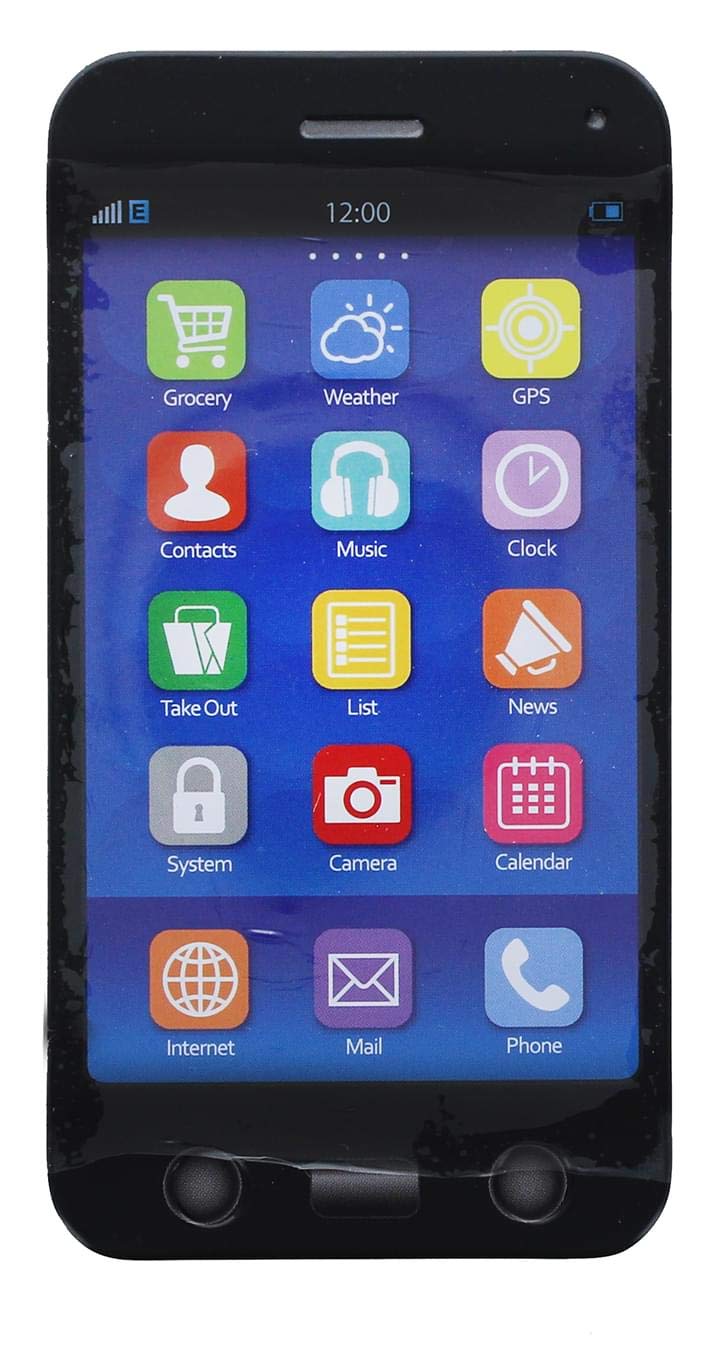 E 12:00
Grocery Weather GPS
Contacts Music Clock
Take Out List News
System Camera Calendar
Internet Mail Phone